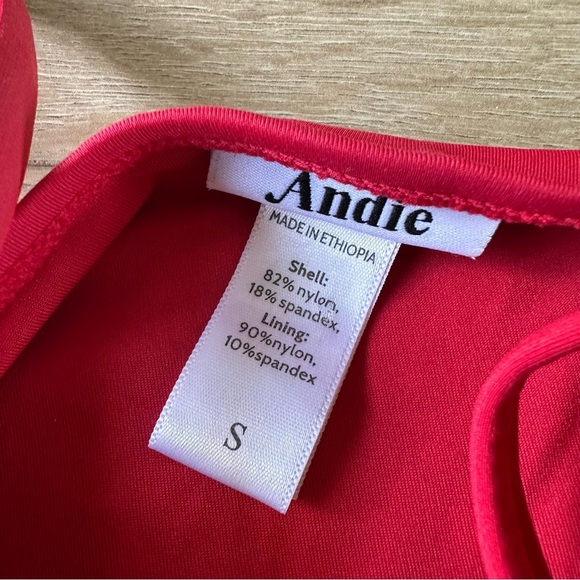 Andie
MADE IN ETHIOPIA
Shell:
82% nylon,
18% spandex,
Lining:
90%nylon,
10%spandex
S